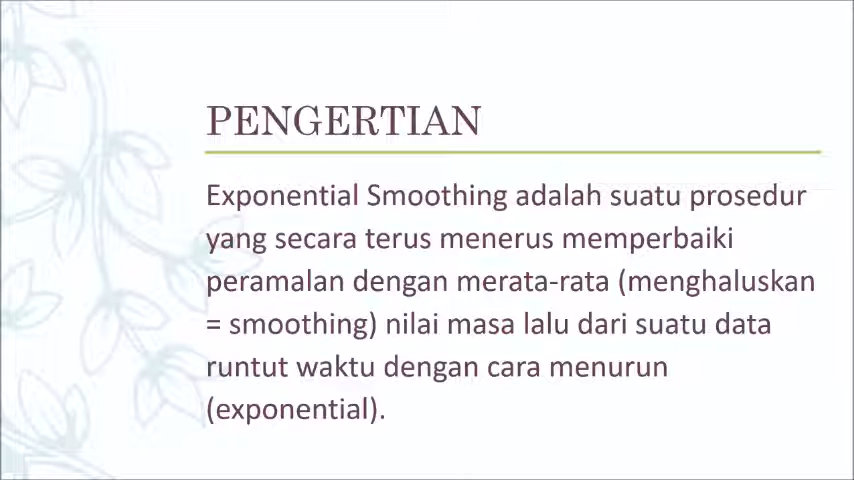 PENGERTIAN
Exponential Smoothing adalah suatu prosedur
yang secara terus menerus memperbaiki
peramalan dengan merata-rata (menghaluskan
= smoothing) nilai masa lalu dari suatu data
runtut waktu dengan cara menurun
(exponential).